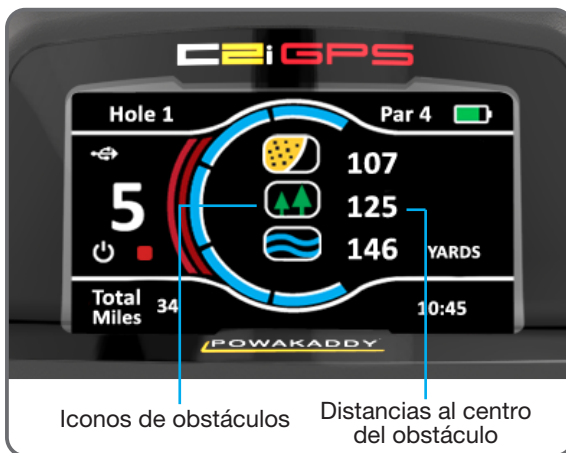 C2i GPS
Hole 1
Par 4
107
5
125
146 YARDS
Total
Miles 34
10:45
POWAKADDY
Iconos de obstáculos
Distancias al centro
del obstáculo